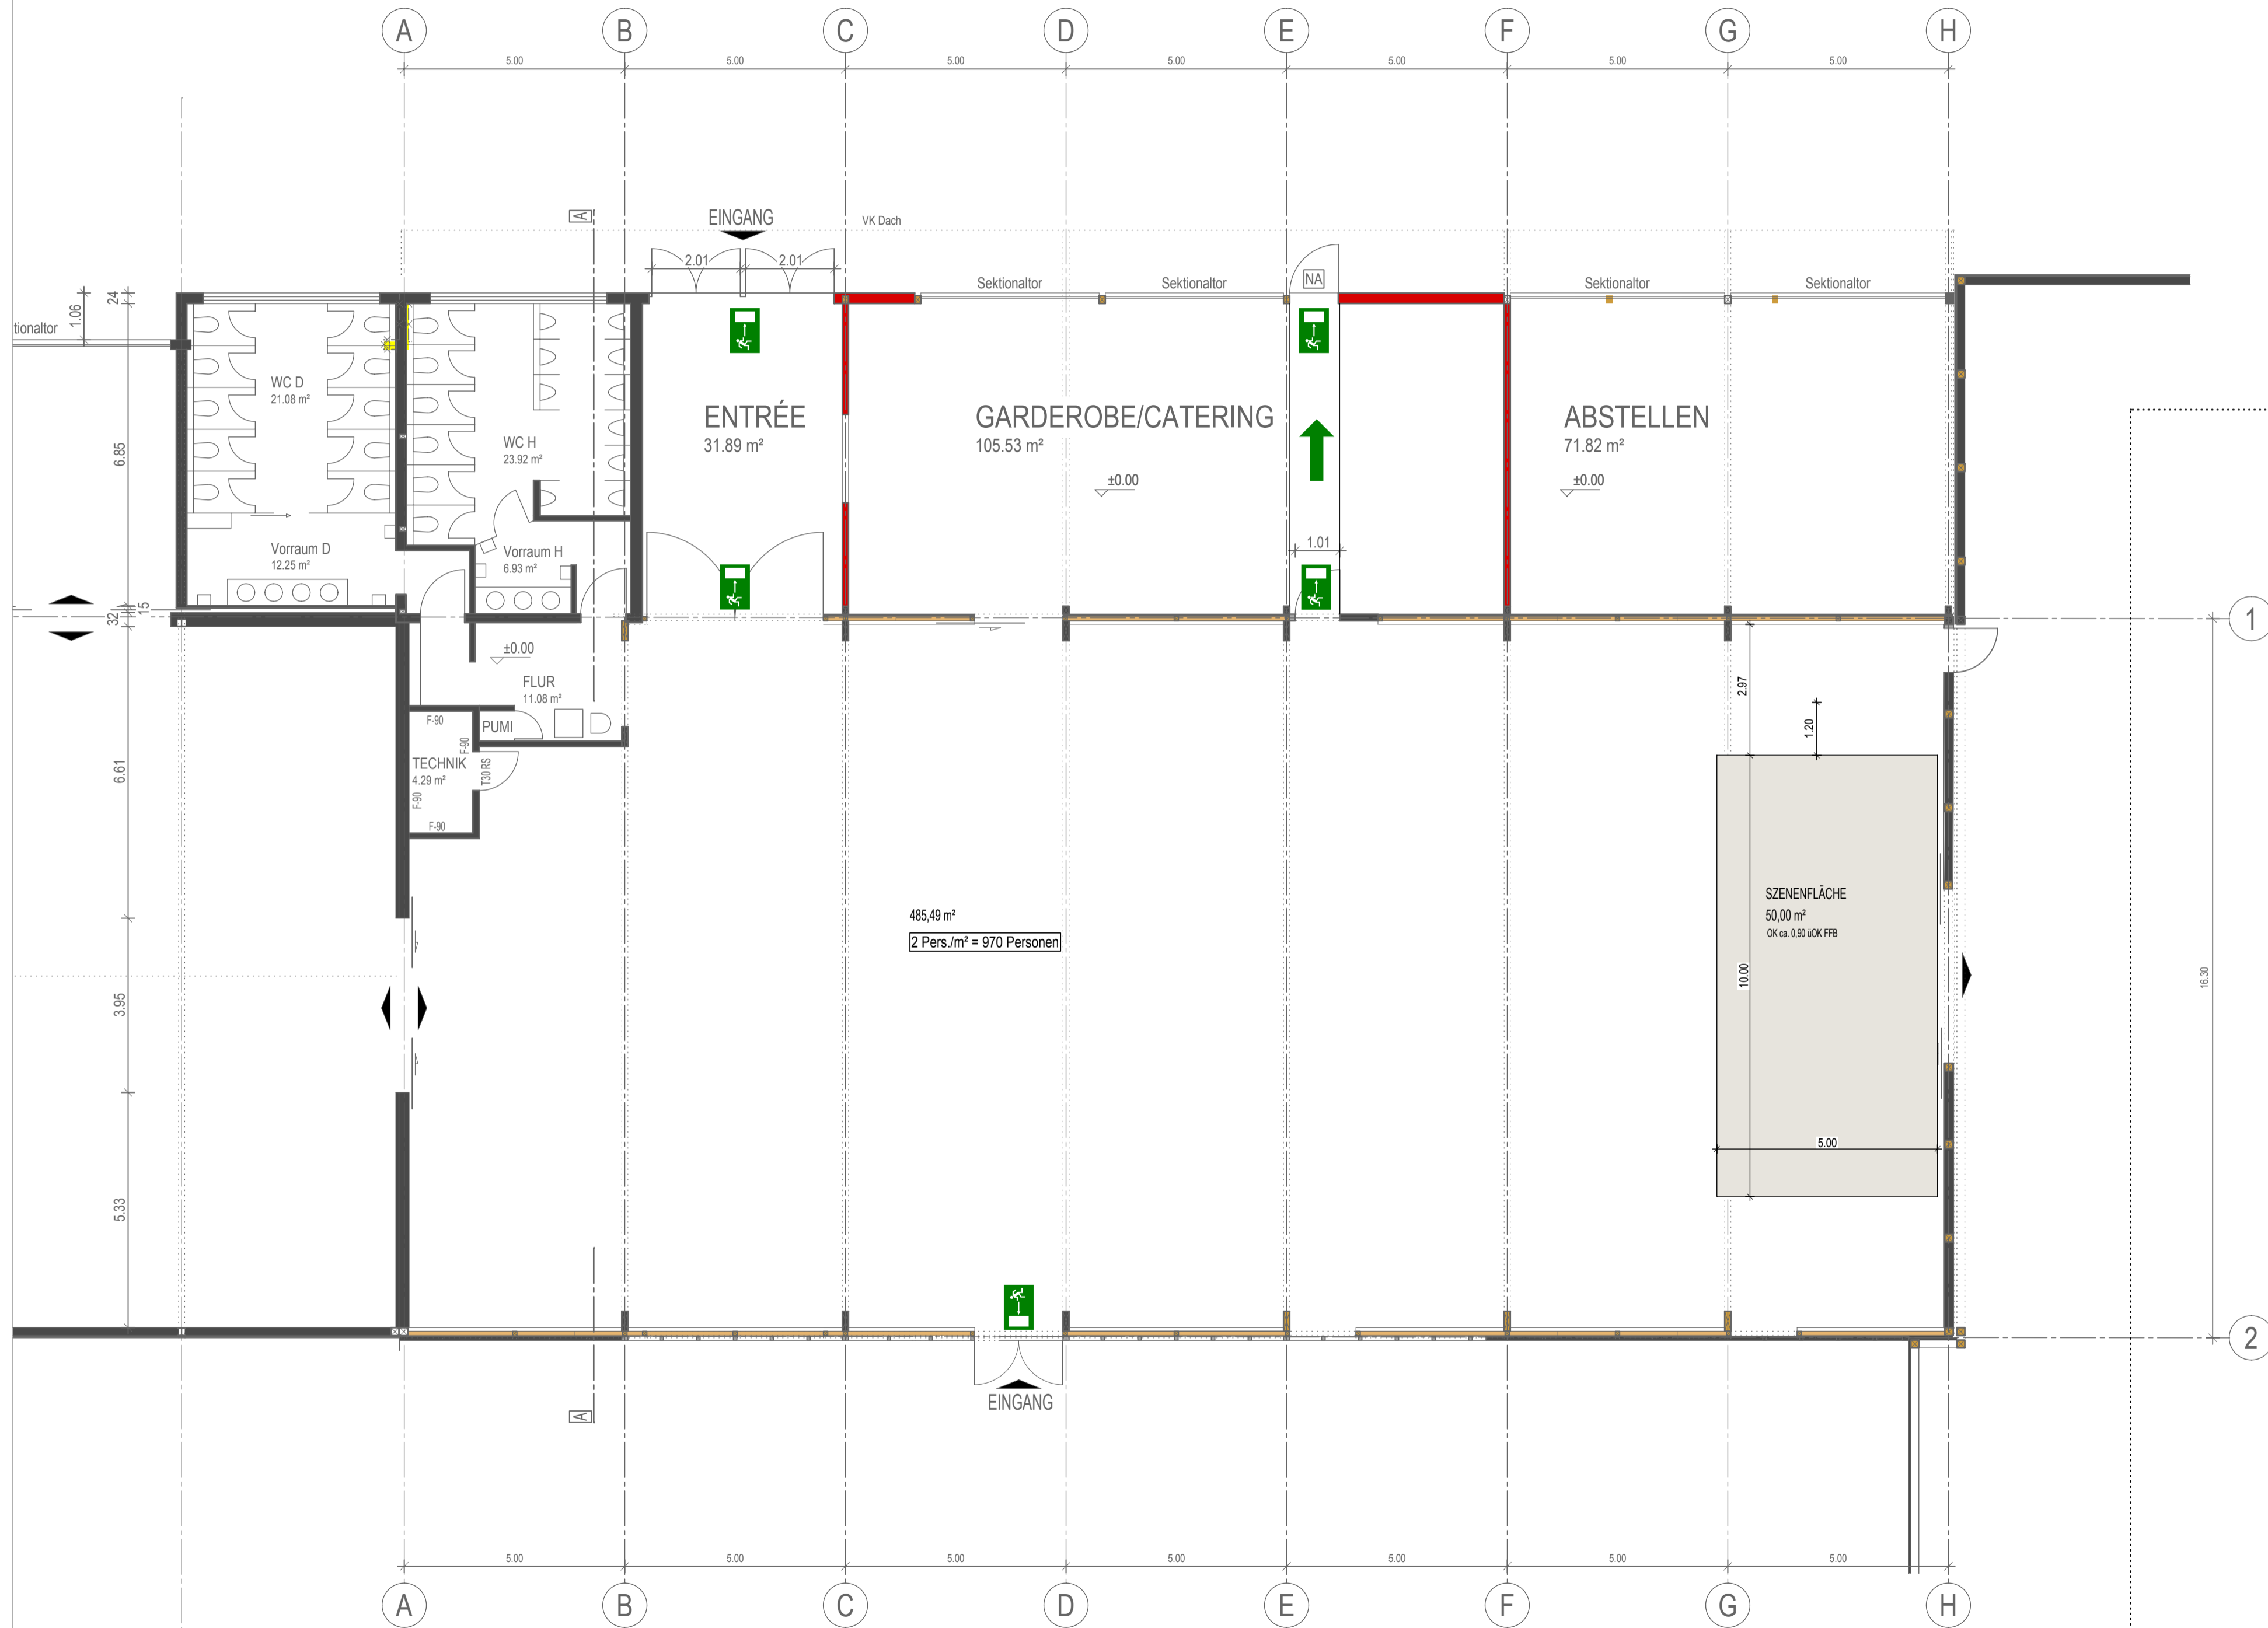 A B C D E F G H
5.00 5.00 5.00 5.00 5.00 5.00 5.00
A EINGANG VK Dach
2.01 2.01
NA
Sektionaltor Sektionaltor Sektionaltor Sektionaltor
24
1.06
tionaltor
WC D
21.08 m²
WC H
23.92 m²
ENTRÉE
31.89 m²
GARDEROBE/CATERING
105.53 m²
ABSTELLEN
71.82 m²
6.85
±0.00 ±0.00
Vorraum D
12.25 m²
Vorraum H
6.93 m²
1.01
15
32
1
±0.00
FLUR
11.08 m²
F-90
PUMI
F-90
TECHNIK
4.29 m²
T30 RS
F-90
F-90
6.61
2.97
1.20
SZENENFLÄCHE
50,00 m²
OK ca. 0,90 üOK FFB
485,49 m²
2 Pers./m² = 970 Personen
10.00
16.30
3.95
5.00
5.33
2
EINGANG
A
5.00 5.00 5.00 5.00 5.00 5.00 5.00
A B C D E F G H